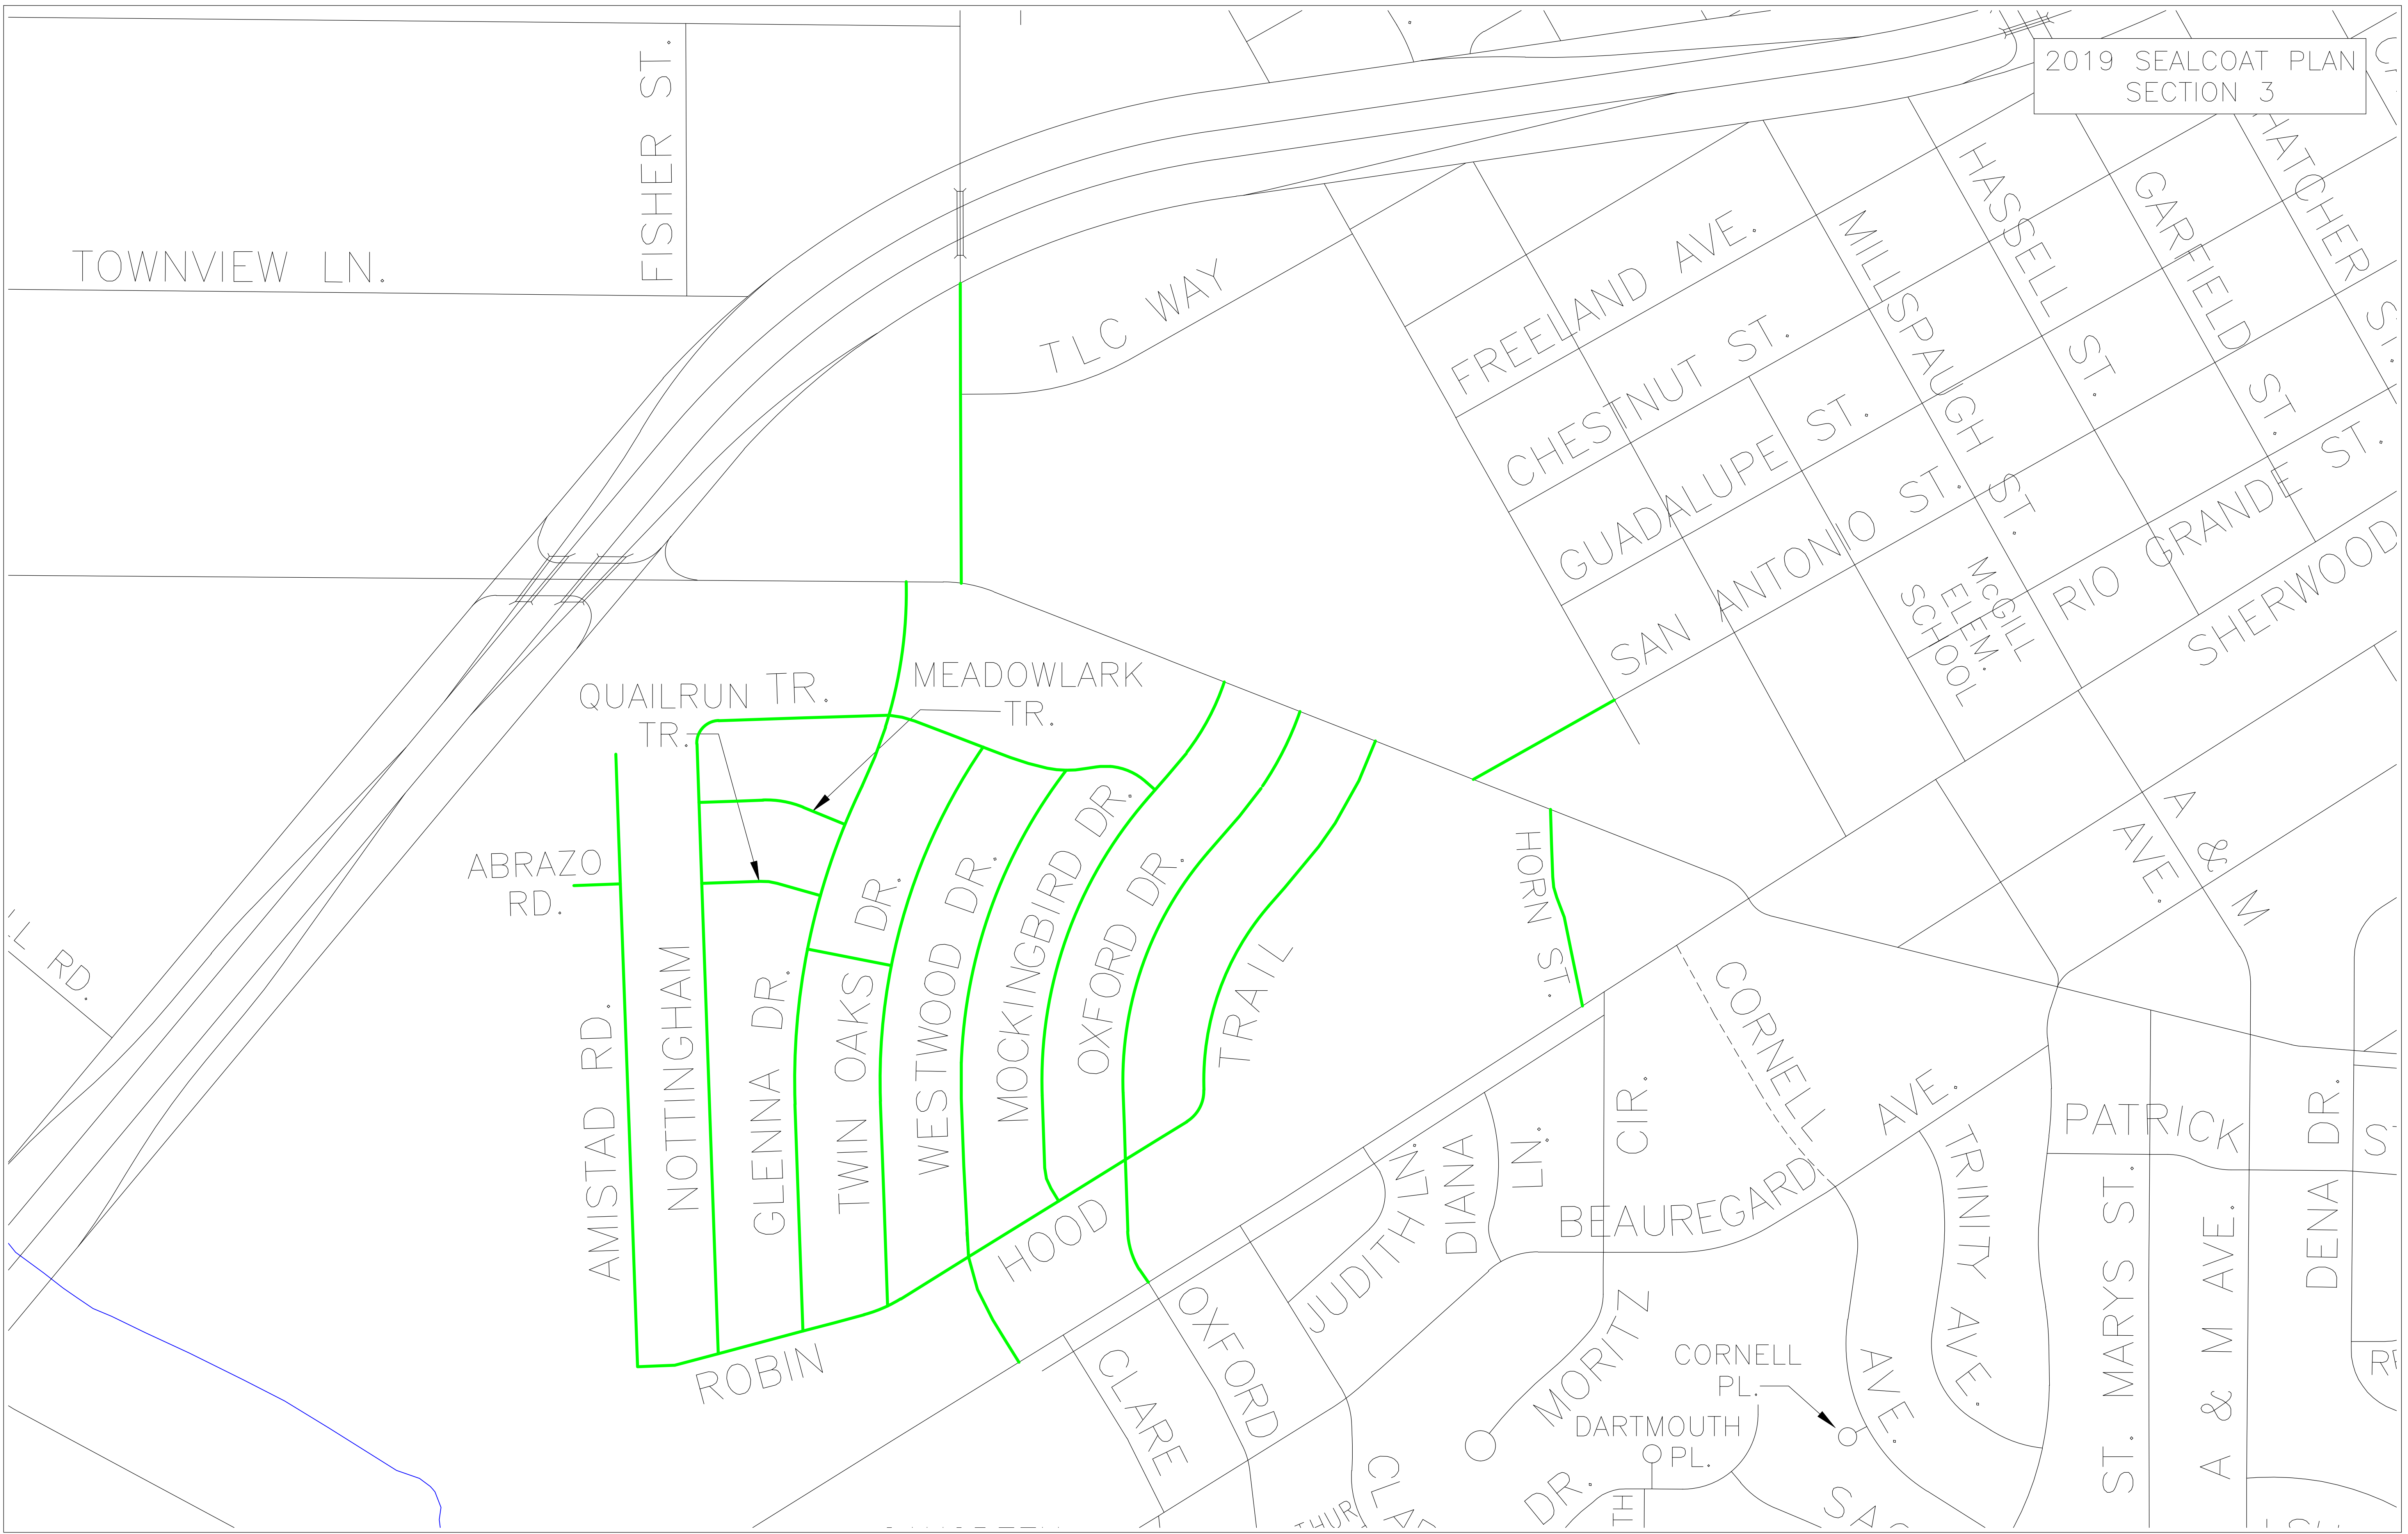 2019 SEALCOAT PLAN
SECTION 3
FISHER ST.
TOWNVIEW LN.
TLC WAY
FREELAND AVE.
CHESTNUT ST.
GUADALUPE ST.
SAN ANTONIO ST.
MILLSPAUGH ST.
HASSELL ST.
GARFIELD ST.
HATCHER ST.
RIO GRANDE ST.
SHERWOOD
MCGILL
ELEM.
SCHOOL
QUAILRUN TR.
TR.
MEADOWLARK
TR.
ABRAZO
RD.
RD.
AMISTAD RD.
NOTTINGHAM
GLENNA DR.
TWIN OAKS DR.
WESTWOOD DR.
MOCKINGBIRD DR.
OXFORD DR.
TRAIL
ROBIN
HOOD
HORN ST.
A & M
AVE.
CORNELL
AVE.
CIR.
DIANA
LN.
JUDITH LN.
BEAUREGARD
AVE.
TRINITY AVE.
PATRICK
ST. MARYS ST.
A & M AVE.
DENA DR.
OXFORD
CLARE
MORITZ
CORNELL
PL.
DARTMOUTH
PL.
DR.